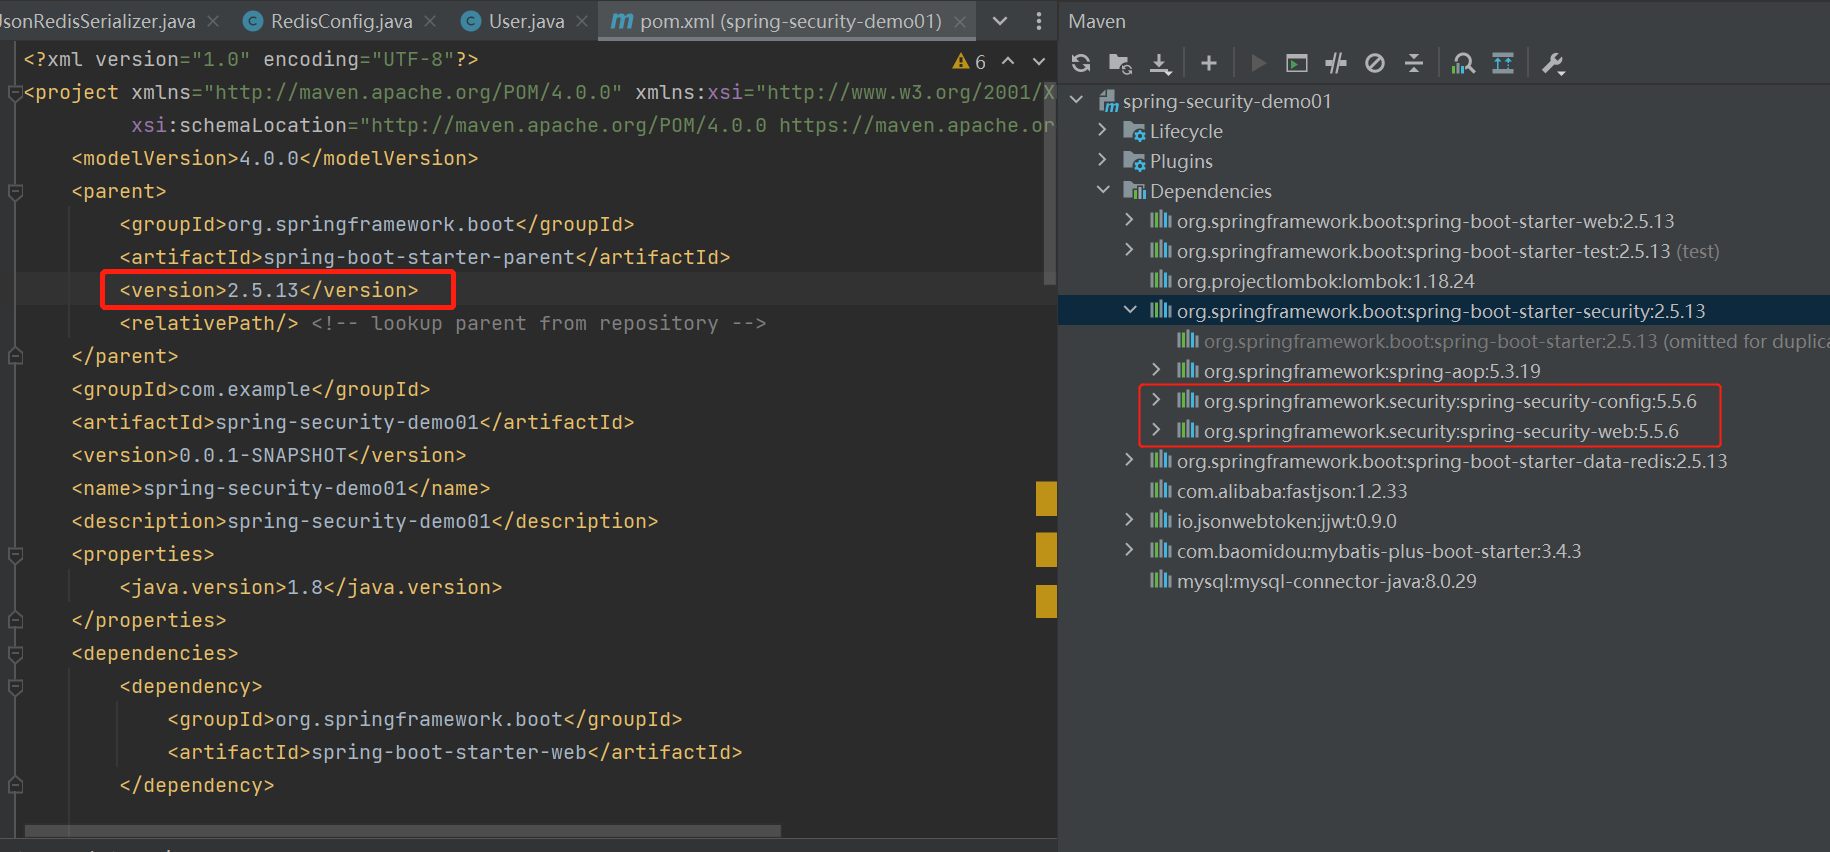 JsonRedisSerializer.java RedisConfig.java User.java pom.xml (spring-security-demo01)
<?xml version="1.0" encoding="UTF-8"?>
6
<project xmlns="http://maven.apache.org/POM/4.0.0" xmlns:xsi="http://www.w3.org/2001/X
xsi:schemaLocation="http://maven.apache.org/POM/4.0.0 https://maven.apache.or
<modelVersion>4.0.0</modelVersion>
<parent>
<groupId>org.springframework.boot</groupId>
<artifactId>spring-boot-starter-parent</artifactId>
<version>2.5.13</version>
<relativePath/> <!-- lookup parent from repository -->
</parent>
<groupId>com.example</groupId>
<artifactId>spring-security-demo01</artifactId>
<version>0.0.1-SNAPSHOT</version>
<name>spring-security-demo01</name>
<description>spring-security-demo01</description>
<properties>
<java.version>1.8</java.version>
</properties>
<dependencies>
<dependency>
<groupId>org.springframework.boot</groupId>
<artifactId>spring-boot-starter-web</artifactId>
</dependency>
Maven
spring-security-demo01
Lifecycle
Plugins
Dependencies
org.springframework.boot:spring-boot-starter-web:2.5.13
org.springframework.boot:spring-boot-starter-test:2.5.13 (test)
org.projectlombok:lombok:1.18.24
org.springframework.boot:spring-boot-starter-security:2.5.13
org.springframework.boot:spring-boot-starter:2.5.13 (omitted for duplica
org.springframework:spring-aop:5.3.19
org.springframework.security:spring-security-config:5.5.6
org.springframework.security:spring-security-web:5.5.6
org.springframework.boot:spring-boot-starter-data-redis:2.5.13
com.alibaba:fastjson:1.2.33
io.jsonwebtoken:jjwt:0.9.0
com.baomidou:mybatis-plus-boot-starter:3.4.3
mysql:mysql-connector-java:8.0.29